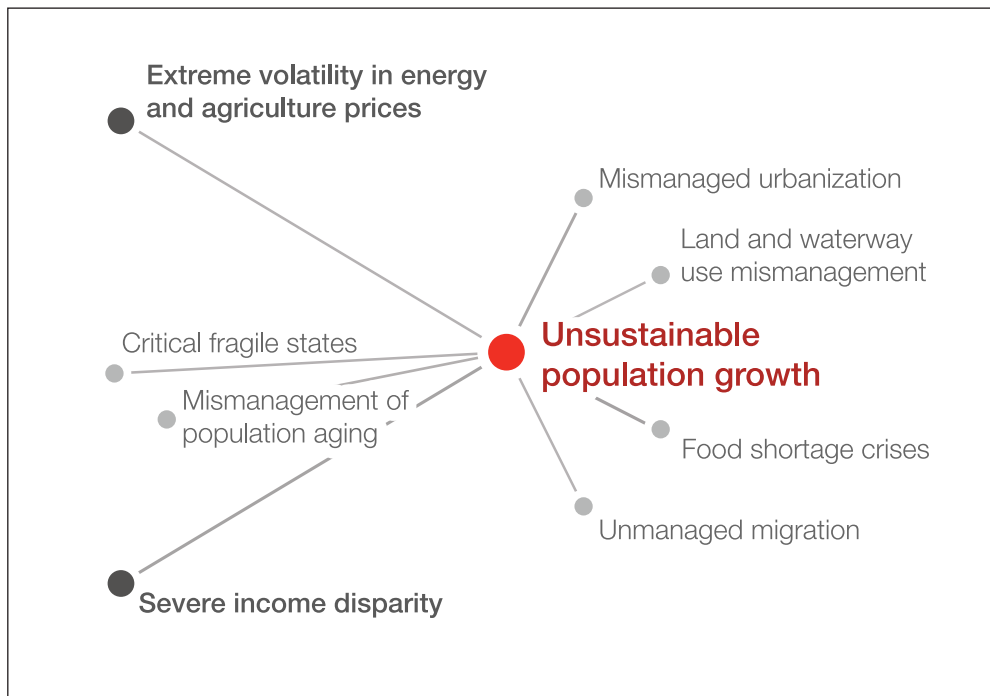 Extreme volatility in energy
and agriculture prices
Mismanaged urbanization
Land and waterway
use mismanagement
Unsustainable
population growth
Critical fragile states
Mismanagement of
population aging
Food shortage crises
Unmanaged migration
Severe income disparity